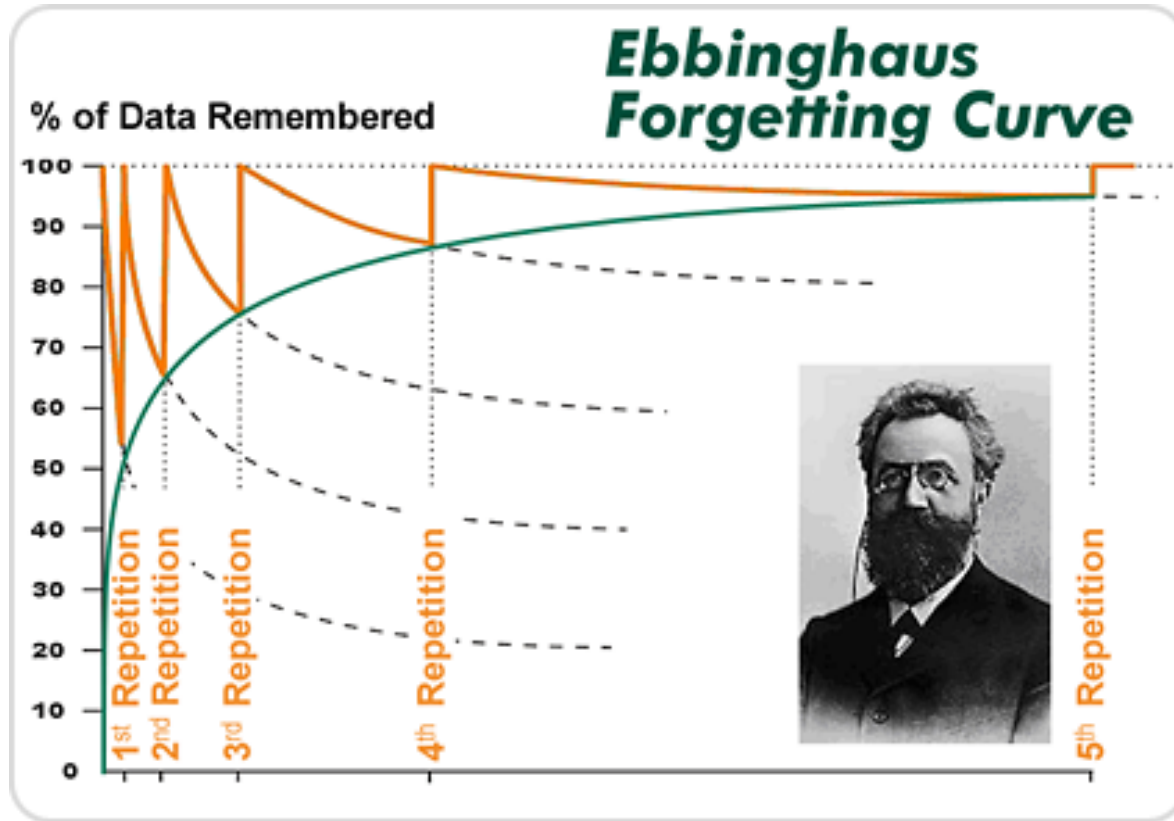 Ebbinghaus
Forgetting Curve
% of Data Remembered
100
90
80
70
60
50
40
30
20
10
0
1st Repetition
2nd Repetition
3rd Repetition
4th Repetition
5th Repetition